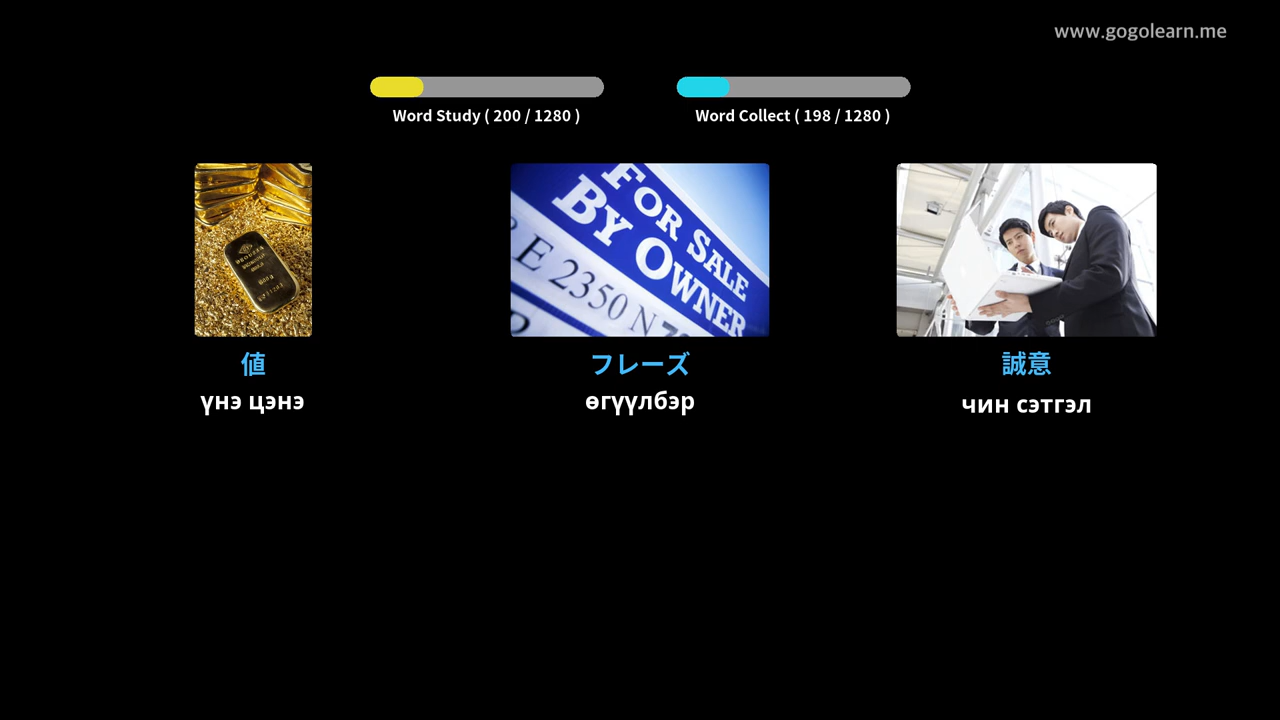 www.gogolearn.me
Word Study ( 200 / 1280 )
Word Collect ( 198 / 1280 )
FOR SALE
BY OWNER
E 2350 N
値
フレーズ
誠意
үнэ цэнэ
өгүүлбэр
чин сэтгэл